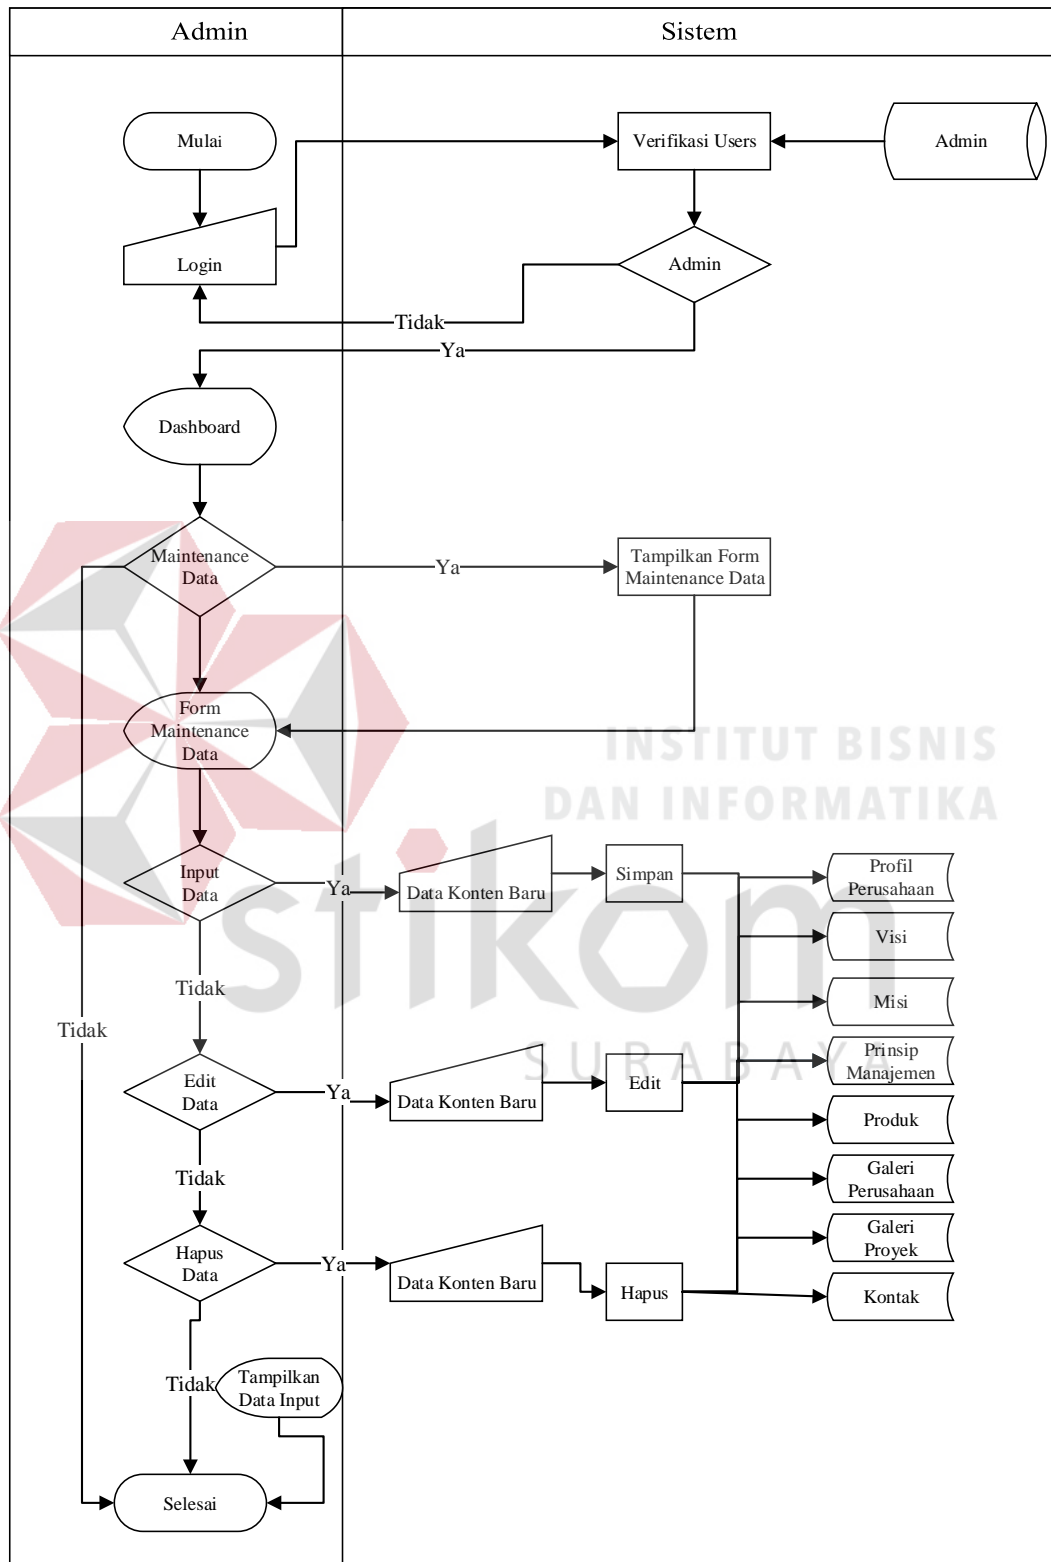 Admin
Sistem
Mulai
Verifikasi Users
Admin
Login
Admin
Tidak
Ya
Dashboard
Maintenance
Data
Ya
Tampilkan Form
Maintenance Data
Form
Maintenance
Data
INSTITUT BISNIS
DAN INFORMATIKA
stikom
SURABAYA
Input
Data
Ya
Data Konten Baru
Simpan
Profil
Perusahaan
Visi
Misi
Prinsip
Manajemen
Produk
Galeri
Perusahaan
Galeri
Proyek
Kontak
Tidak
Tidak
Edit
Data
Ya
Data Konten Baru
Edit
Tidak
Hapus
Data
Ya
Data Konten Baru
Hapus
Tidak
Tampilkan
Data Input
Selesai